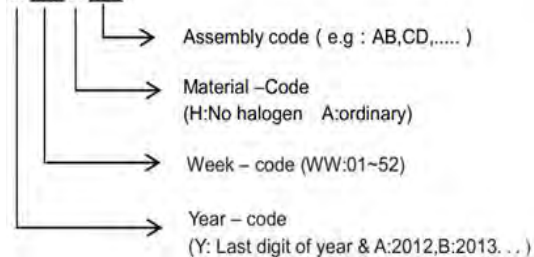 Assembly code ( e.g : AB,CD,..... )
Material –Code
(H:No halogen A:ordinary)
Week – code (WW:01~52)
Year – code
(Y: Last digit of year & A:2012,B:2013. . . )